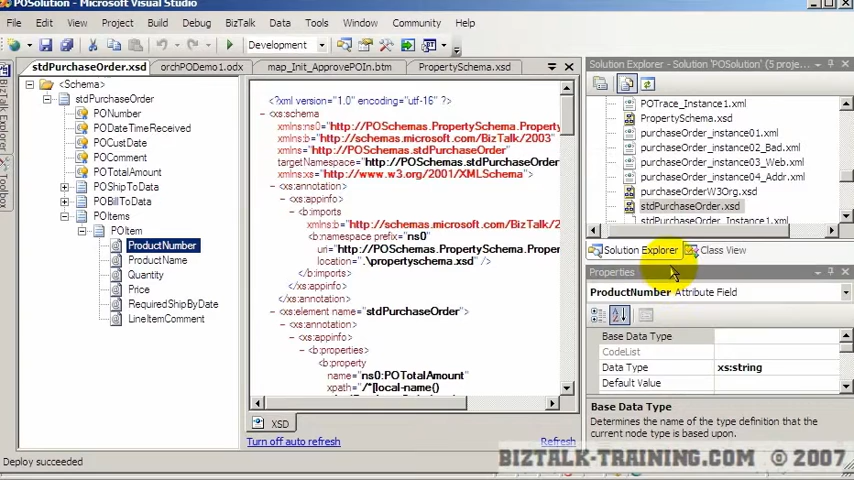 POSolution - Microsoft Visual Studio
File Edit View Project Build Debug BizTalk Data Tools Window Community Help
Development
stdPurchaseOrder.xsd orchPODemo1.odx map_Init_ApprovePOIn.btm PropertySchema.xsd
BizTalk Explorer
Toolbox
<Schema>
stdPurchaseOrder
PONumber
PODateTimeReceived
POCustDate
POComment
POTotalAmount
POShipToData
POBillToData
POItems
POItem
ProductNumber
ProductName
Quantity
Price
RequiredShipByDate
LineItemComment
<?xml version="1.0" encoding="utf-16" ?>
- <xs:schema
xmlns:ns0="http://POSchemas.PropertySchema.Property
xmlns:b="http://schemas.microsoft.com/BizTalk/2003"
xmlns="http://POSchemas.stdPurchaseOrder"
targetNamespace="http://POSchemas.stdPurchaseOrder
xmlns:xs="http://www.w3.org/2001/XMLSchema">
- <xs:annotation>
- <xs:appinfo>
- <b:imports
xmlns:b="http://schemas.microsoft.com/BizTalk/2
<b:namespace prefix="ns0"
uri="http://POSchemas.PropertySchema.Proper
location=".\propertyschema.xsd" />
</b:imports>
</xs:appinfo>
</xs:annotation>
- <xs:element name="stdPurchaseOrder">
- <xs:annotation>
- <xs:appinfo>
- <b:properties>
<b:property
name="ns0:POTotalAmount"
xpath="/*[local-name()
XSD
Turn off auto refresh Refresh
Solution Explorer - Solution 'POSolution' (5 projec
POTrace_Instance1.xml
PropertySchema.xsd
purchaseOrder_instance01.xml
purchaseOrder_instance02_Bad.xml
purchaseOrder_instance03_Web.xml
purchaseOrder_instance04_Addr.xml
purchaseOrderW3Org.xsd
stdPurchaseOrder.xsd
stdPurchaseOrder_Instance1.xml
Solution Explorer Class View
Properties
ProductNumber Attribute Field
Base Data Type
CodeList
Data Type xs:string
Default Value
Base Data Type
Determines the name of the type definition that the
current node type is based upon.
Deploy succeeded
BIZTALK-TRAINING.COM © 2007